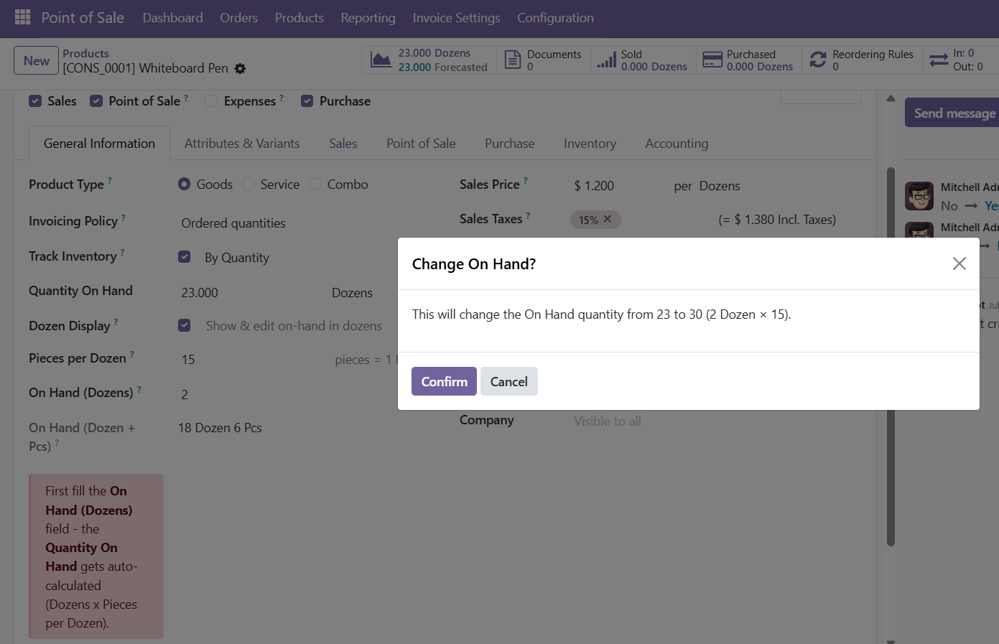 Point of Sale Dashboard Orders Products Reporting Invoice Settings Configuration
New
Products
[CONS_0001] Whiteboard Pen
23.000 Dozens
23.000 Forecasted
Documents
0
Sold
0.000 Dozens
Purchased
0.000 Dozens
Reordering Rules
0
In: 0
Out: 0
Sales Point of Sale ? Expenses ? Purchase
Send message
General Information Attributes & Variants Sales Point of Sale Purchase Inventory Accounting
Product Type ? Goods Service Combo
Sales Price ? $ 1.200 per Dozens
Invoicing Policy ? Ordered quantities
Sales Taxes ? 15% ✕ (= $ 1.380 Incl. Taxes)
Track Inventory ? By Quantity
Quantity On Hand 23.000 Dozens
Dozen Display ? Show & edit on-hand in dozens
Pieces per Dozen ? 15 pieces = 1
On Hand (Dozens) ? 2
On Hand (Dozen +
Pcs) ?
18 Dozen 6 Pcs
First fill the On
Hand (Dozens)
field - the
Quantity On
Hand gets auto-
calculated
(Dozens x Pieces
per Dozen).
Company Visible to all
Mitchell Adr
No → Yes
Mitchell Adr
→
ot Jul
t cre
Change On Hand?
This will change the On Hand quantity from 23 to 30 (2 Dozen × 15).
Confirm Cancel